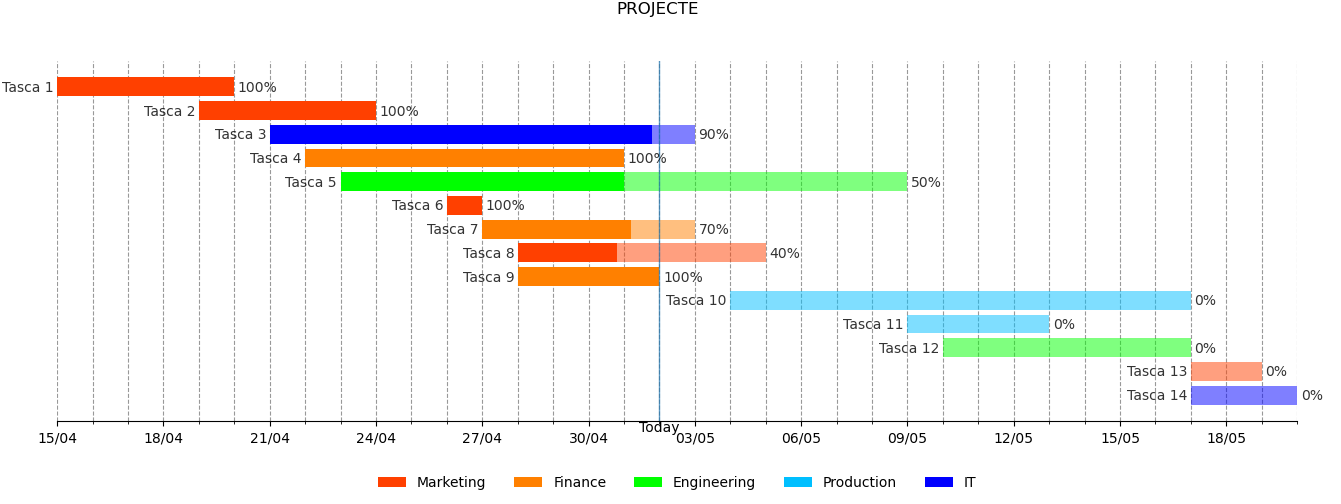 PROJECTE
Tasca 1 100%
Tasca 2 100%
Tasca 3 90%
Tasca 4 100%
Tasca 5 50%
Tasca 6 100%
Tasca 7 70%
Tasca 8 40%
Tasca 9 100%
Tasca 10 0%
Tasca 11 0%
Tasca 12 0%
Tasca 13 0%
Tasca 14 0%
Today
15/04 18/04 21/04 24/04 27/04 30/04 03/05 06/05 09/05 12/05 15/05 18/05
Marketing Finance Engineering Production IT